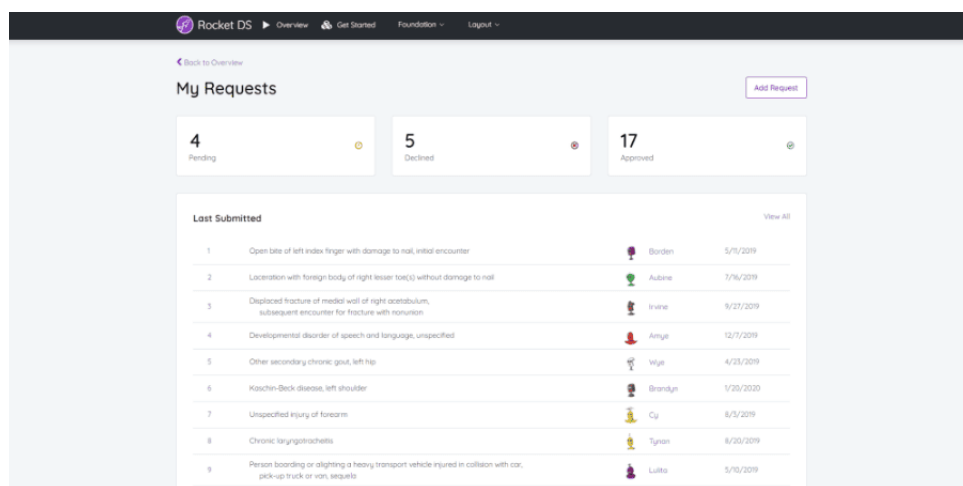 Rocket DS Overview Get Started Foundation Layout
Back to Overview
My Requests
Add Request
4
Pending
5
Declined
17
Approved
Last Submitted
View All
1 Open bite of left index finger with damage to nail, initial encounter Borden 5/11/2019
2 Laceration with foreign body of right lesser toe(s) without damage to nail Aubine 7/16/2019
3 Displaced fracture of medial wall of right acetabulum,
subsequent encounter for fracture with nonunion Irvine 9/27/2019
4 Developmental disorder of speech and language, unspecified Amye 12/7/2019
5 Other secondary chronic gout, left hip Wye 4/23/2019
6 Kaschin-Beck disease, left shoulder Brandyn 1/20/2020
7 Unspecified injury of forearm Cy 8/3/2019
8 Chronic laryngotracheitis Tynan 8/20/2019
9 Person boarding or alighting a heavy transport vehicle injured in collision with car,
pick-up truck or van, sequela Lulita 5/10/2019